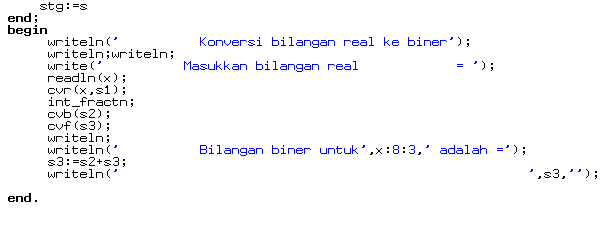 stg:=s
end;
begin
     writeln('          Konversi bilangan real ke biner');
     writeln;writeln;
     write('          Masukkan bilangan real            = ');
     readln(x);
     cvr(x,s1);
     int_fractn;
     cvb(s2);
     cvf(s3);
     writeln;
     writeln('          Bilangan biner untuk',x:8:3,' adalah =');
     s3:=s2+s3;
     writeln('                                                   ',s3,'');
end.